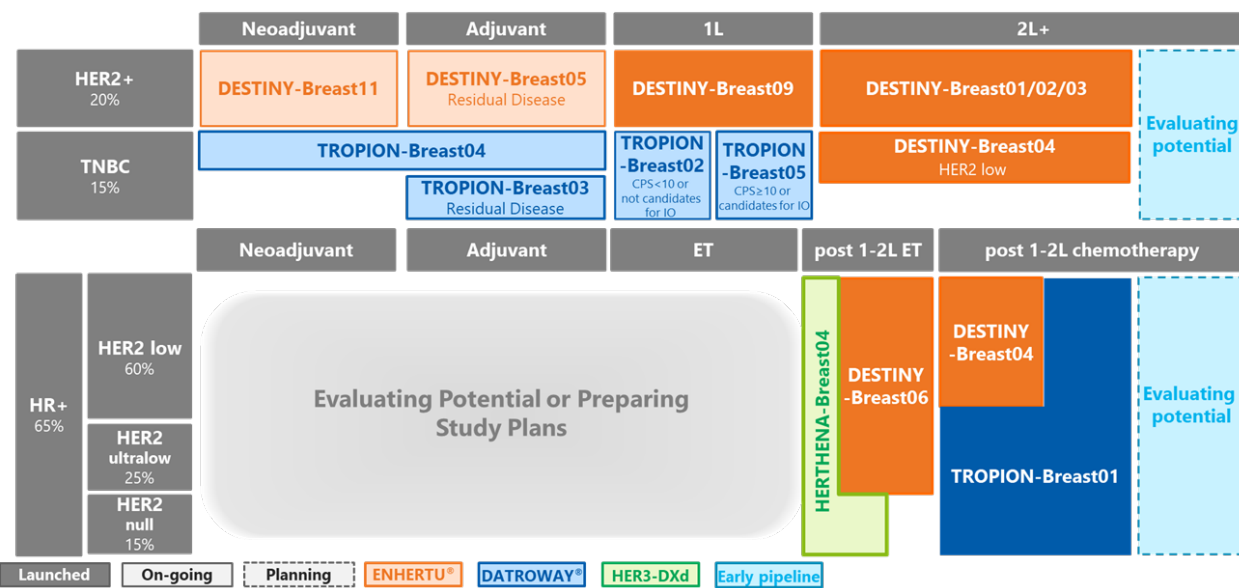 Neoadjuvant
Adjuvant
1L
2L+
HER2+
20%
DESTINY-Breast11
DESTINY-Breast05
Residual Disease
DESTINY-Breast09
DESTINY-Breast01/02/03
Evaluating
potential
TNBC
15%
TROPION-Breast04
TROPION-Breast03
Residual Disease
TROPION
-Breast02
CPS<10 or
not candidates
for IO
TROPION
-Breast05
CPS≥10 or
candidates for IO
DESTINY-Breast04
HER2 low
Neoadjuvant
Adjuvant
ET
post 1-2L ET
post 1-2L chemotherapy
HR+
65%
HER2 low
60%
HER2
ultralow
25%
HER2
null
15%
Evaluating Potential or Preparing
Study Plans
HERTHENA-Breast04
DESTINY
-Breast06
DESTINY
-Breast04
TROPION-Breast01
Evaluating
potential
Launched
On-going
Planning
ENHERTU®
DATROWAY®
HER3-DXd
Early pipeline